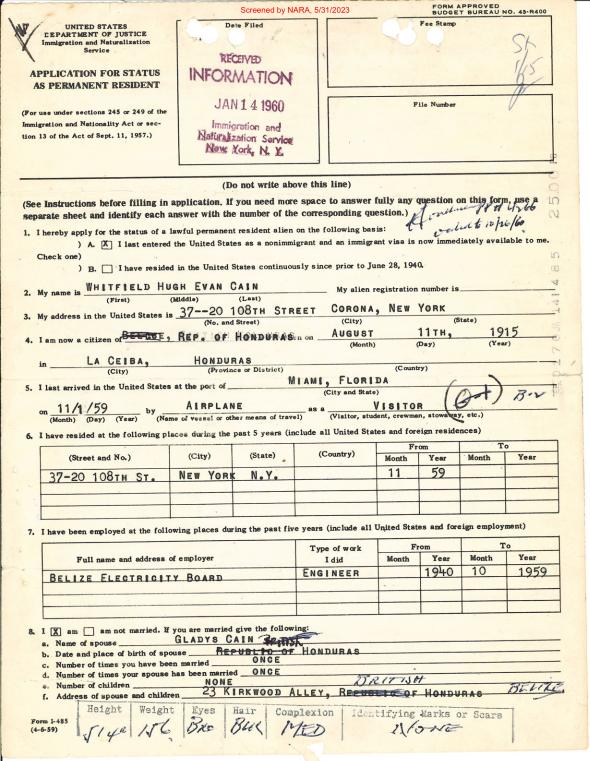 Screened by NARA, 5/31/2023
FORM APPROVED
BUDGET BUREAU NO. 43-R400
UNITED STATES
DEPARTMENT OF JUSTICE
Immigration and Naturalization
Service
APPLICATION FOR STATUS
AS PERMANENT RESIDENT
(For use under sections 245 or 249 of the
Immigration and Nationality Act or sec-
tion 13 of the Act of Sept. 11, 1957.)
Date Filed
RECEIVED
INFORMATION
JAN 14 1960
Immigration and
Naturalization Service
New York, N. Y.
Fee Stamp
File Number
(Do not write above this line)
(See Instructions before filling in application. If you need more space to answer fully any question on this form, use a
separate sheet and identify each answer with the number of the corresponding question.)
1. I hereby apply for the status of a lawful permanent resident alien on the following basis:
) A. X I last entered the United States as a nonimmigrant and an immigrant visa is now immediately available to me.
Check one)
) B. I have resided in the United States continuously since prior to June 28, 1940.
2. My name is WHITFIELD HUGH EVAN CAIN My alien registration number is
(First) (Middle) (Last)
3. My address in the United States is 37--20 108TH STREET CORONA, NEW YORK
(No. and Street) (City) (State)
4. I am now a citizen of REP. OF HONDURAS on AUGUST 11TH, 1915
(Month) (Day) (Year)
in LA CEIBA, HONDURAS
(City) (Province or District) (Country)
5. I last arrived in the United States at the port of MIAMI, FLORIDA
(City and State)
on 11/1/59 by AIRPLANE as a VISITOR
(Month) (Day) (Year) (Name of vessel or other means of travel) (Visitor, student, crewman, stowaway, etc.)
6. I have resided at the following places during the past 5 years (include all United States and foreign residences)
(Street and No.) (City) (State) (Country) From To
Month Year Month Year
37-20 108TH ST. NEW YORK N.Y. 11 59
7. I have been employed at the following places during the past five years (include all United States and foreign employment)
Full name and address of employer Type of work I did From To
Month Year Month Year
BELIZE ELECTRICITY BOARD ENGINEER 1940 10 1959
8. I X am am not married. If you are married give the following:
a. Name of spouse GLADYS CAIN BRITISH
b. Date and place of birth of spouse REPUBLIC OF HONDURAS
c. Number of times you have been married ONCE
d. Number of times your spouse has been married ONCE
e. Number of children NONE BRITISH
f. Address of spouse and children 23 KIRKWOOD ALLEY, REPUBLIC OF HONDURAS BELIZE
Form I-485
(4-6-59)
Height Weight Eyes Hair Complexion Identifying Marks or Scars
156 BLK MED NONE